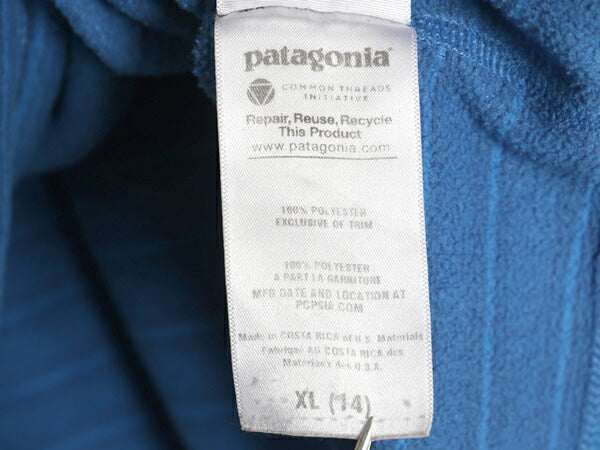 patagonia®
COMMON THREADS
INITIATIVE
Repair, Reuse, Recycle
This Product
www.patagonia.com
100% POLYESTER
EXCLUSIVE OF TRIM
100% POLYESTER
A PART LA GARNITURE
MFG DATE AND LOCATION AT
PCPSIA.COM
Made in COSTA RICA of U.S. Materials
Fabriqué AU COSTA RICA des
Materiaux des U.S.A.
XL (14)